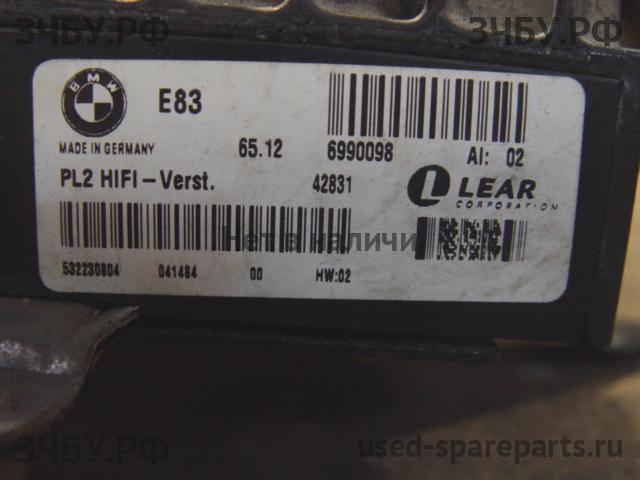 ЗЧБУ.РФ
ЗЧБУ.РФ
BMW
E83
MADE IN GERMANY
65.12 6990098 AI: 02
PL2 HIFI-Verst. 42831
LEAR
CORPORATION
Нет в наличии
532230804 041484 00 HW:02
ЗЧБУ.РФ
used-spareparts.ru